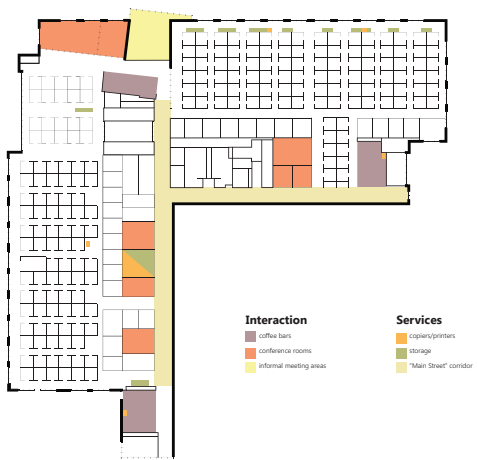 Interaction
coffee bars
conference rooms
informal meeting areas
Services
copiers/printers
storage
"Main Street" corridor